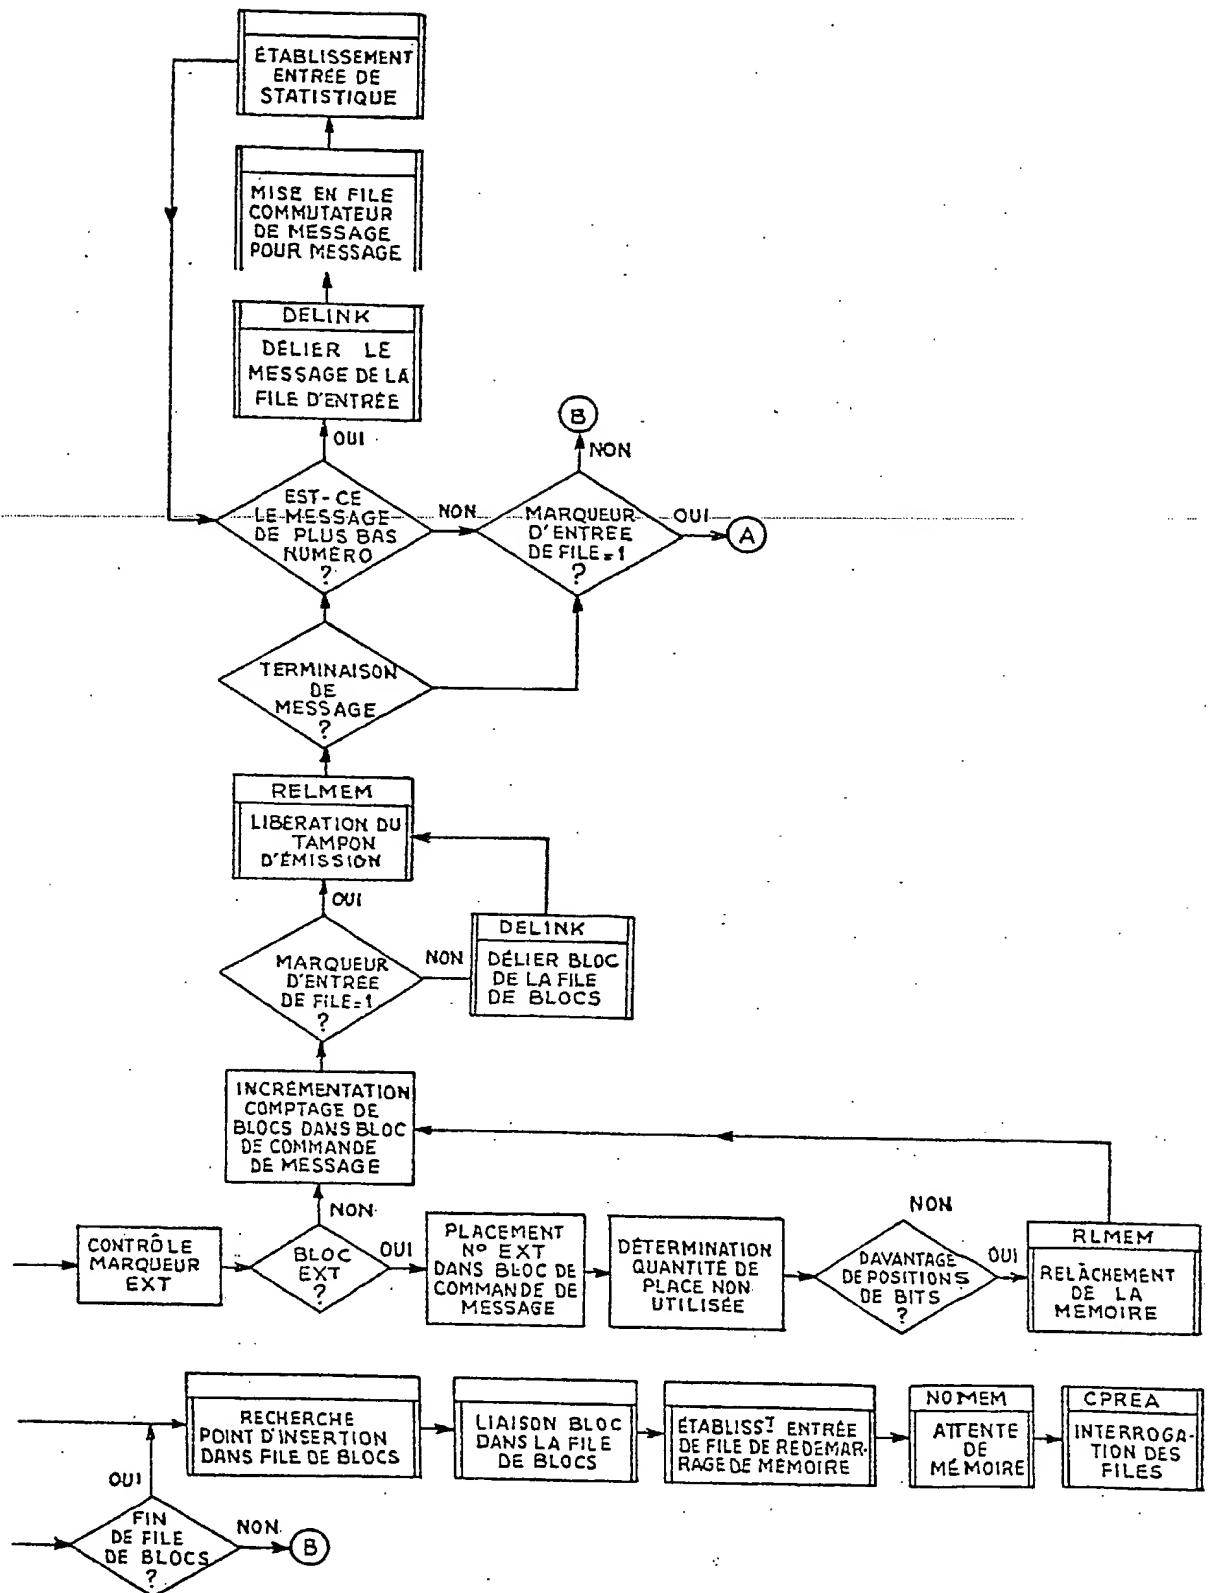 ÉTABLISSEMENT
ENTRÉE DE
STATISTIQUE
MISE EN FILE
COMMUTATEUR
DE MESSAGE
POUR MESSAGE
DELINK
DÉLIER LE
MESSAGE DE LA
FILE D'ENTRÉE
OUI
B
NON
EST-CE
LE MESSAGE
DE PLUS BAS
NUMÉRO
?
NON
MARQUEUR
D'ENTRÉE
DE FILE=1
?
OUI
A
TERMINAISON
DE
MESSAGE
?
RELMEM
LIBÉRATION DU
TAMPON
D'ÉMISSION
OUI
MARQUEUR
D'ENTRÉE
DE FILE=1
?
NON
DELINK
DÉLIER BLOC
DE LA FILE
DE BLOCS
INCRÉMENTATION
COMPTAGE DE
BLOCS DANS BLOC
DE COMMANDE
DE MESSAGE
NON
CONTRÔLE
MARQUEUR
EXT
BLOC
EXT
?
OUI
PLACEMENT
N° EXT
DANS BLOC DE
COMMANDE DE
MESSAGE
DÉTERMINATION
QUANTITÉ DE
PLACE NON
UTILISÉE
NON
DAVANTAGE
DE POSITIONS
DE BITS
?
OUI
RLMEM
RELÂCHEMENT
DE LA
MÉMOIRE
RECHERCHE
POINT D'INSERTION
DANS FILE DE BLOCS
LIAISON BLOC
DANS LA FILE
DE BLOCS
ÉTABLISST ENTRÉE
DE FILE DE REDÉMAR-
RAGE DE MÉMOIRE
NOMEM
ATTENTE
DE
MÉMOIRE
CPREA
INTERROGA-
TION DES
FILES
OUI
FIN
DE FILE
DE BLOCS
?
NON
B